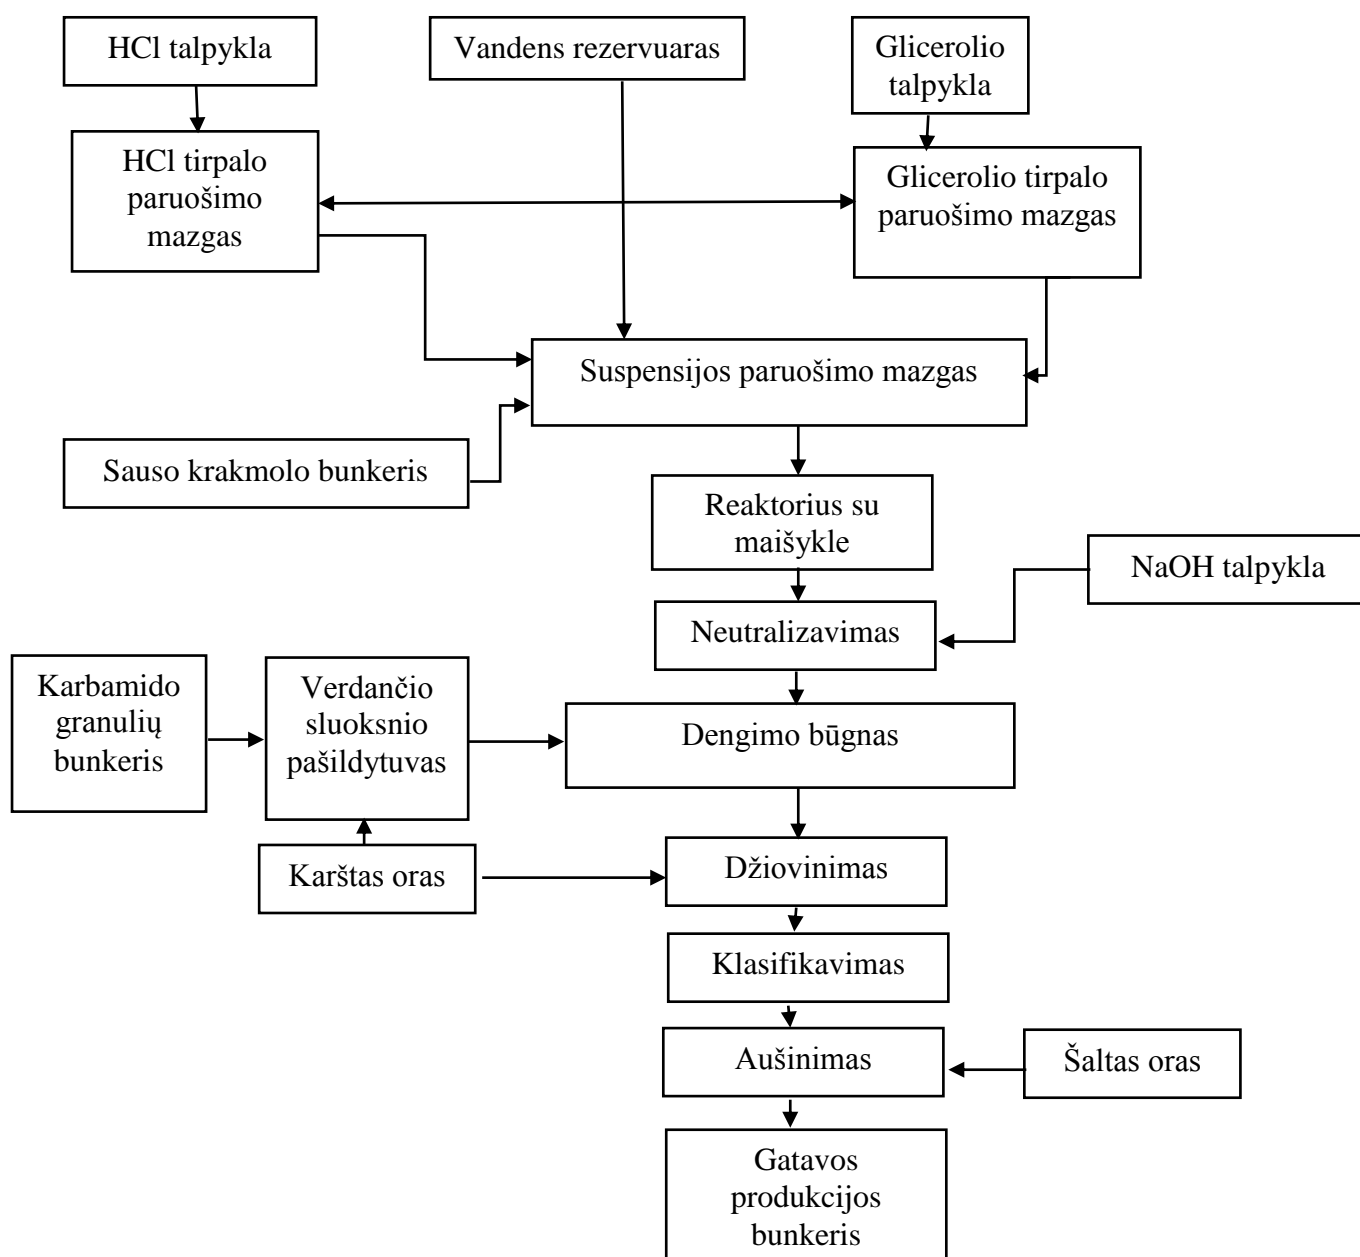 HCl talpykla
Vandens rezervuaras
Glicerolio
talpykla
HCl tirpalo
paruošimo
mazgas
Glicerolio tirpalo
paruošimo mazgas
Suspensijos paruošimo mazgas
Sauso krakmolo bunkeris
Reaktorius su
maišykle
NaOH talpykla
Neutralizavimas
Karbamido
granulių
bunkeris
Verdančio
sluoksnio
pašildytuvas
Dengimo būgnas
Karštas oras
Džiovinimas
Klasifikavimas
Aušinimas
Šaltas oras
Gatavos
produkcijos
bunkeris